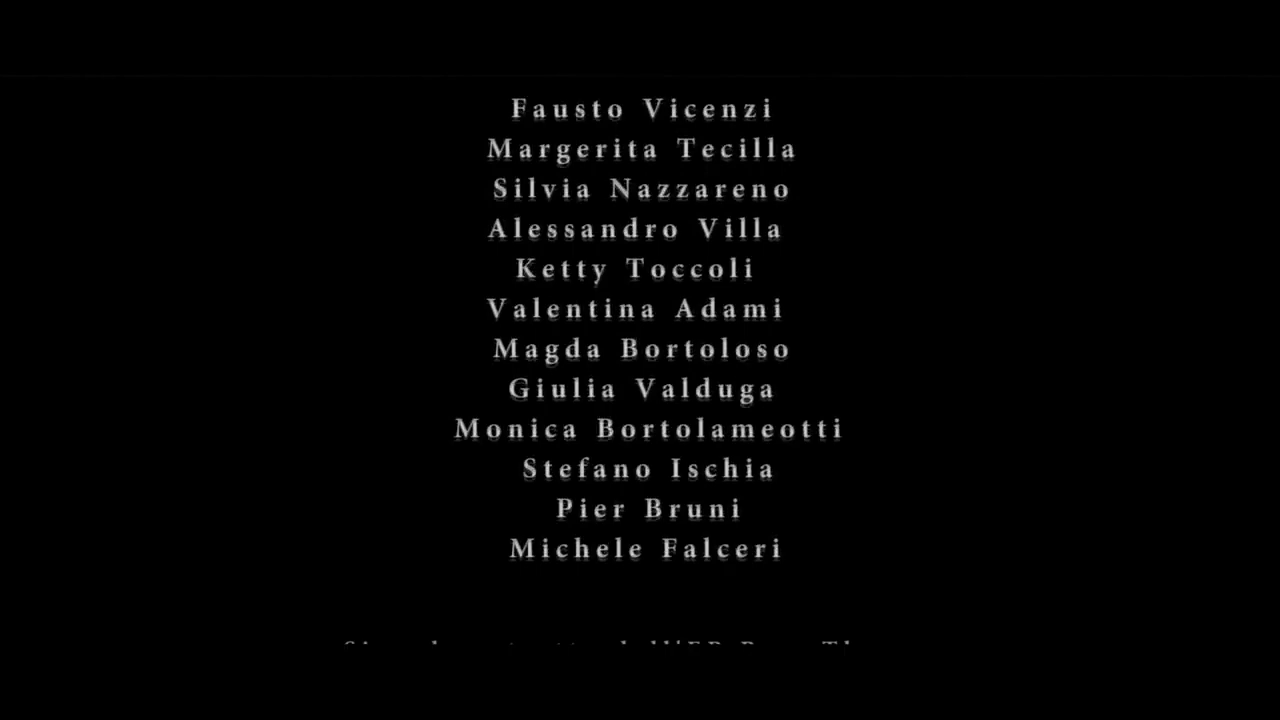 Fausto Vicenzi
Margerita Tecilla
Silvia Nazzareno
Alessandro Villa
Ketty Toccoli
Valentina Adami
Magda Bortoloso
Giulia Valduga
Monica Bortolameotti
Stefano Ischia
Pier Bruni
Michele Falceri